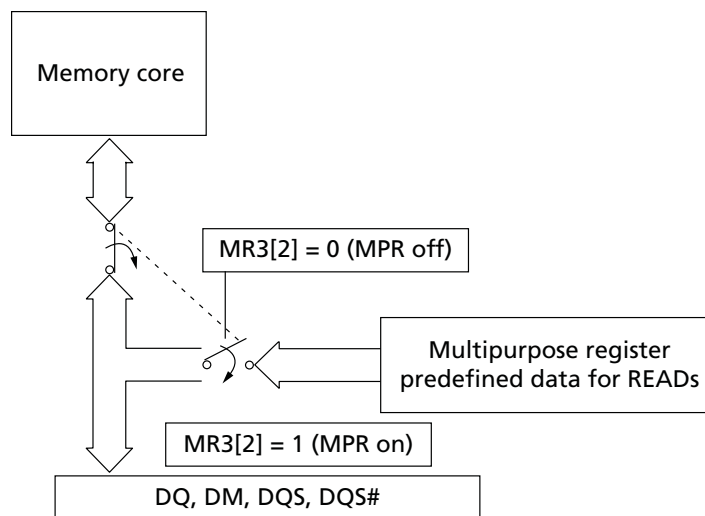 Memory core
MR3[2] = 0 (MPR off)
Multipurpose register
predefined data for READs
MR3[2] = 1 (MPR on)
DQ, DM, DQS, DQS#